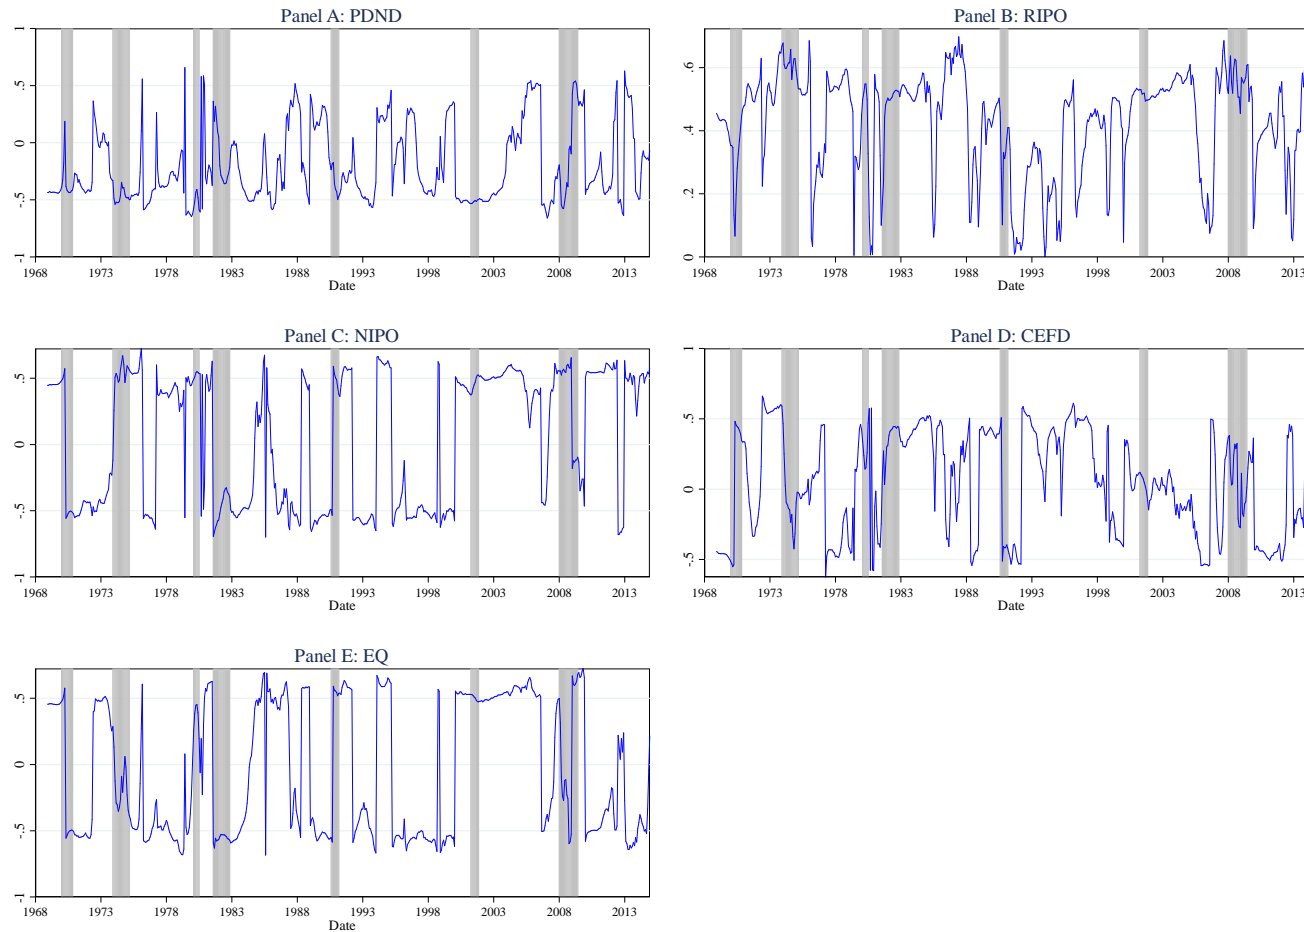 Panel A: PDND
1
.5
0
-.5
-1
1968 1973 1978 1983 1988 1993 1998 2003 2008 2013
Date
Panel B: RIPO
.6
.4
.2
0
1968 1973 1978 1983 1988 1993 1998 2003 2008 2013
Date
Panel C: NIPO
.5
0
-.5
-1
1968 1973 1978 1983 1988 1993 1998 2003 2008 2013
Date
Panel D: CEFD
1
.5
0
-.5
1968 1973 1978 1983 1988 1993 1998 2003 2008 2013
Date
Panel E: EQ
.5
0
-.5
-1
1968 1973 1978 1983 1988 1993 1998 2003 2008 2013
Date